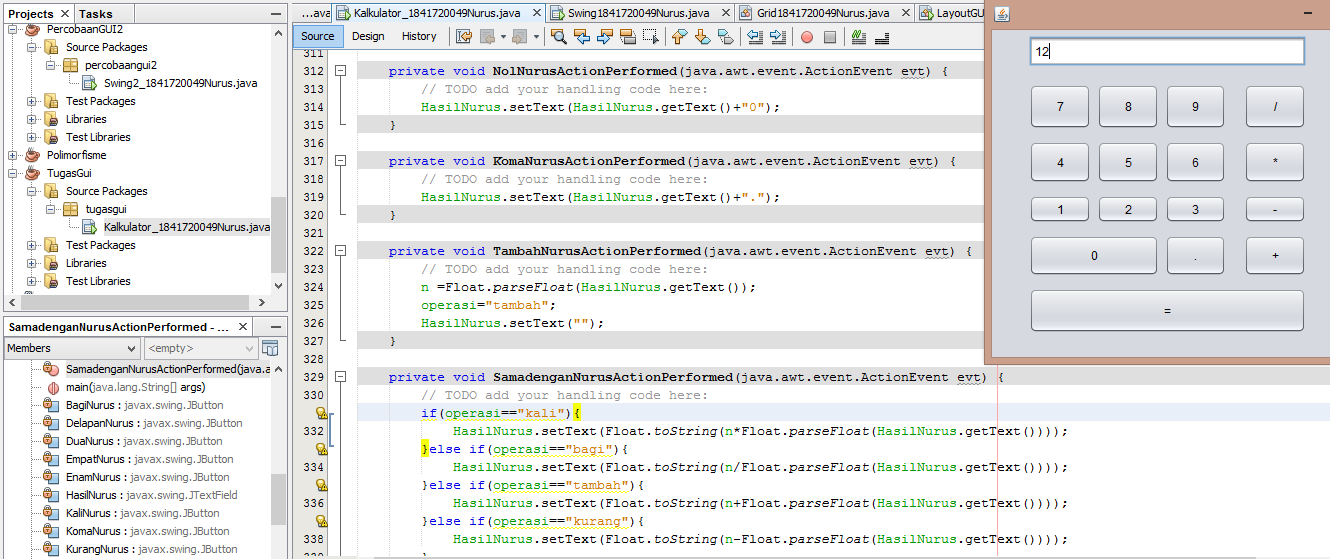 Projects × Tasks
PercobaanGUI2
Source Packages
percobaangui2
Swing2_1841720049Nurus.java
Test Packages
Libraries
Test Libraries
Polimorfisme
TugasGui
Source Packages
tugasgui
Kalkulator_1841720049Nurus.java
Test Packages
Libraries
Test Libraries
SamadenganNurusActionPerformed - ... ×
Members <empty>
SamadenganNurusActionPerformed(java.a
main(java.lang.String[] args)
BagiNurus : javax.swing.JButton
DelapanNurus : javax.swing.JButton
DuaNurus : javax.swing.JButton
EmpatNurus : javax.swing.JButton
EnamNurus : javax.swing.JButton
HasilNurus : javax.swing.JTextField
KaliNurus : javax.swing.JButton
KomaNurus : javax.swing.JButton
KurangNurus : javax.swing.JButton
...ava × Kalkulator_1841720049Nurus.java × Swing1841720049Nurus.java × Grid1841720049Nurus.java × LayoutGU
Source Design History
311
312 private void NolNurusActionPerformed(java.awt.event.ActionEvent evt) {
313 // TODO add your handling code here:
314 HasilNurus.setText(HasilNurus.getText()+"0");
315 }
316
317 private void KomaNurusActionPerformed(java.awt.event.ActionEvent evt) {
318 // TODO add your handling code here:
319 HasilNurus.setText(HasilNurus.getText()+".");
320 }
321
322 private void TambahNurusActionPerformed(java.awt.event.ActionEvent evt) {
323 // TODO add your handling code here:
324 n =Float.parseFloat(HasilNurus.getText());
325 operasi="tambah";
326 HasilNurus.setText("");
327 }
328
329 private void SamadenganNurusActionPerformed(java.awt.event.ActionEvent evt) {
330 // TODO add your handling code here:
if(operasi=="kali"){
332 HasilNurus.setText(Float.toString(n*Float.parseFloat(HasilNurus.getText())));
}else if(operasi=="bagi"){
334 HasilNurus.setText(Float.toString(n/Float.parseFloat(HasilNurus.getText())));
}else if(operasi=="tambah"){
336 HasilNurus.setText(Float.toString(n+Float.parseFloat(HasilNurus.getText())));
}else if(operasi=="kurang"){
338 HasilNurus.setText(Float.toString(n-Float.parseFloat(HasilNurus.getText())));
12
7 8 9 /
4 5 6 *
1 2 3 -
0 . +
=